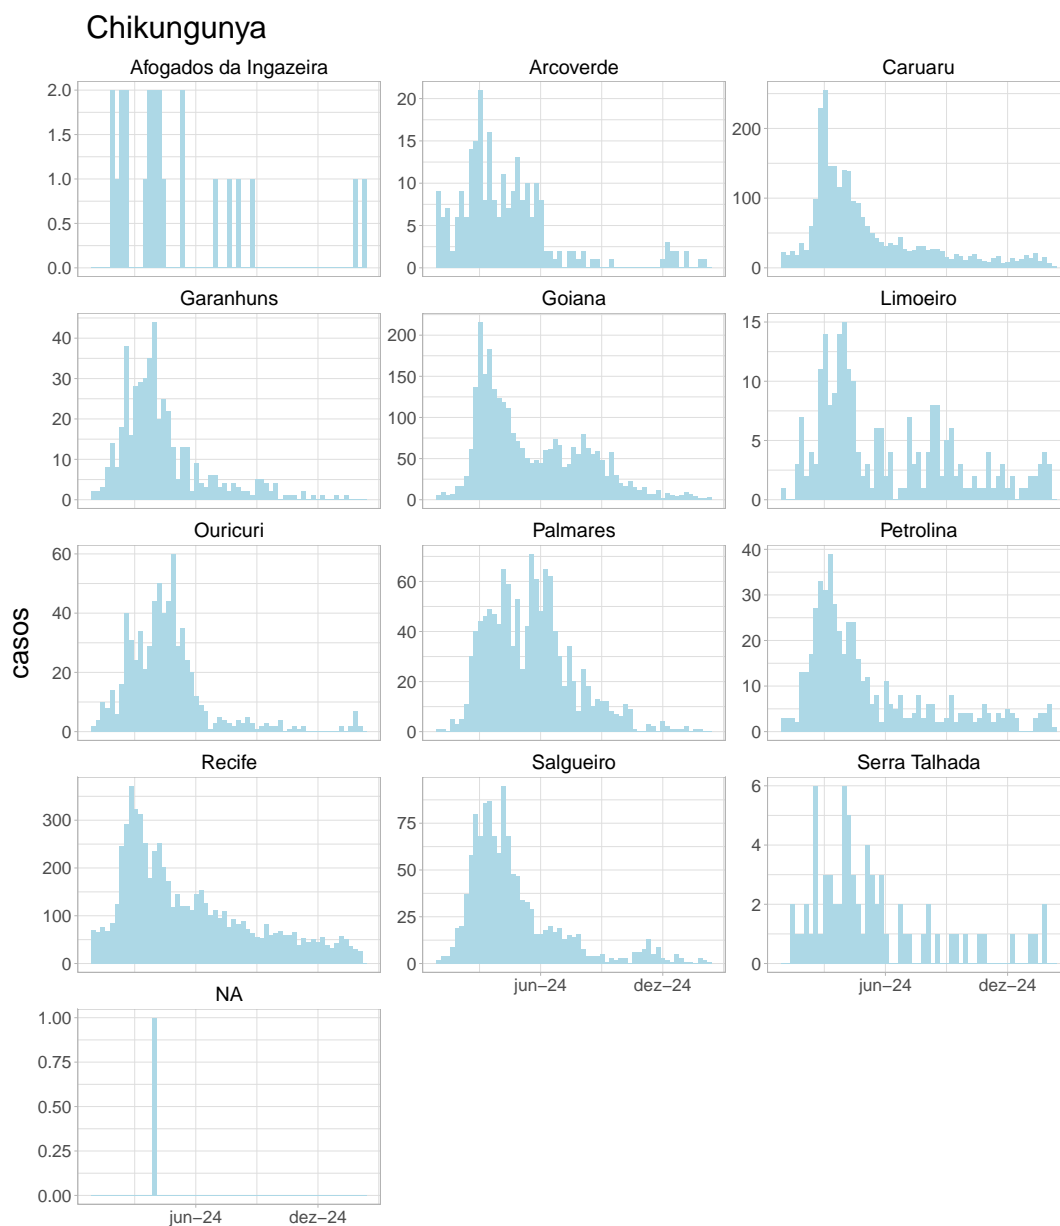 Chikungunya
Afogados da Ingazeira
Arcoverde
Caruaru
2.0
1.5
1.0
0.5
0.0
20
15
10
5
0
200
100
0
Garanhuns
Goiana
Limoeiro
40
30
20
10
0
200
150
100
50
0
15
10
5
0
Ouricuri
Palmares
Petrolina
60
40
20
0
60
40
20
0
40
30
20
10
0
casos
Recife
Salgueiro
Serra Talhada
300
200
100
0
75
50
25
0
6
4
2
0
jun−24
dez−24
jun−24
dez−24
NA
1.00
0.75
0.50
0.25
0.00
jun−24
dez−24